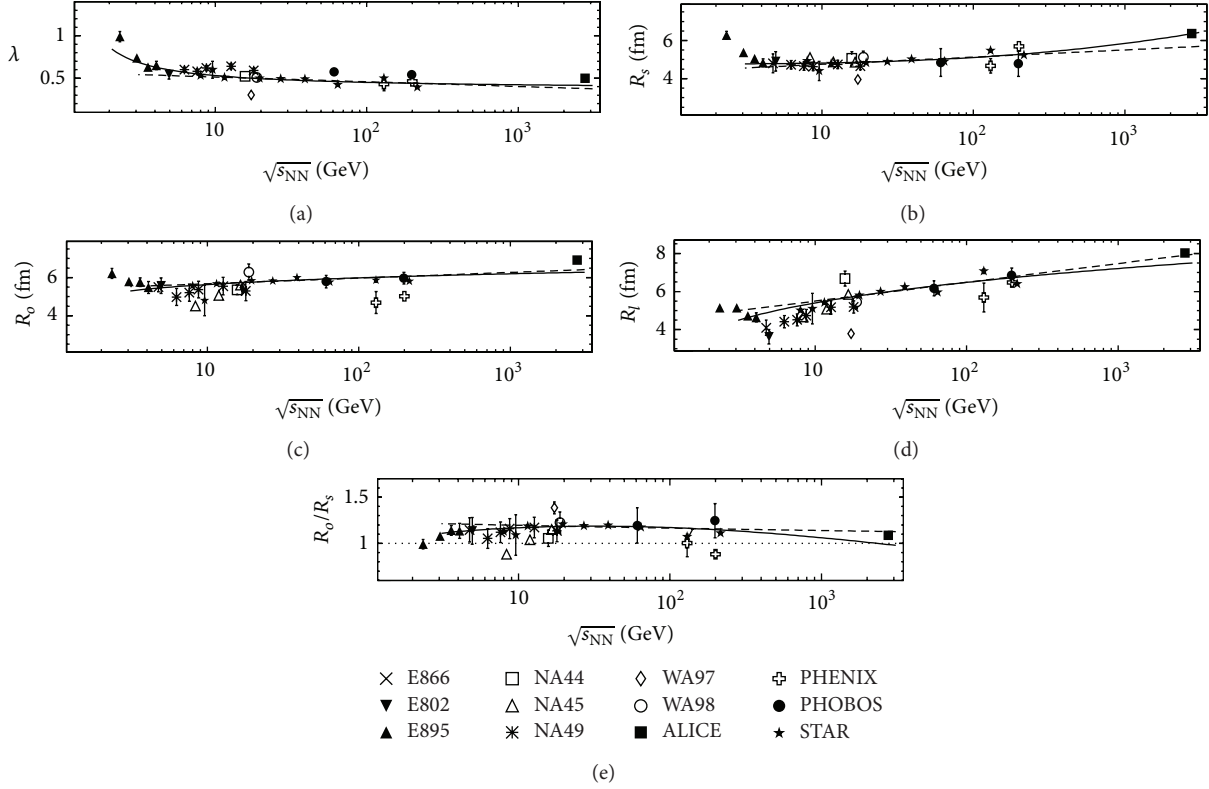 λ
1
0.5
10
10²
10³
√sNN (GeV)
(a)
Rs (fm)
6
4
10
10²
10³
√sNN (GeV)
(b)
Ro (fm)
8
6
4
10
10²
10³
√sNN (GeV)
(c)
Rl (fm)
8
6
4
10
10²
10³
√sNN (GeV)
(d)
Ro/Rs
1.5
1
10
10²
10³
√sNN (GeV)
E866 NA44 WA97 PHENIX
E802 NA45 WA98 PHOBOS
E895 NA49 ALICE STAR
(e)